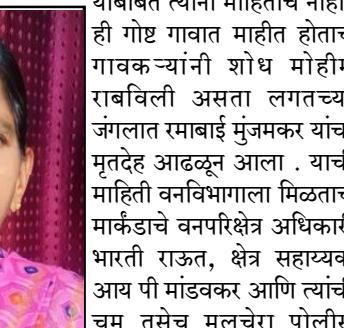 याबाबत त्यांना माहितीच नाही
ही गोष्ट गावात माहीत होताच
गावकऱ्यांनी शोध मोहीम
राबविली असता लगतच्य
जंगलात रमाबाई मुंजमकर यांच
मृतदेह आढळून आला . याची
माहिती वनविभागाला मिळताच
मार्कंडाचे वनपरिक्षेत्र अधिकारी
भारती राऊत, क्षेत्र सहाय्यक
आय पी मांडवकर आणि त्यांची
चमू तसेच मुलचेरा पोलीस